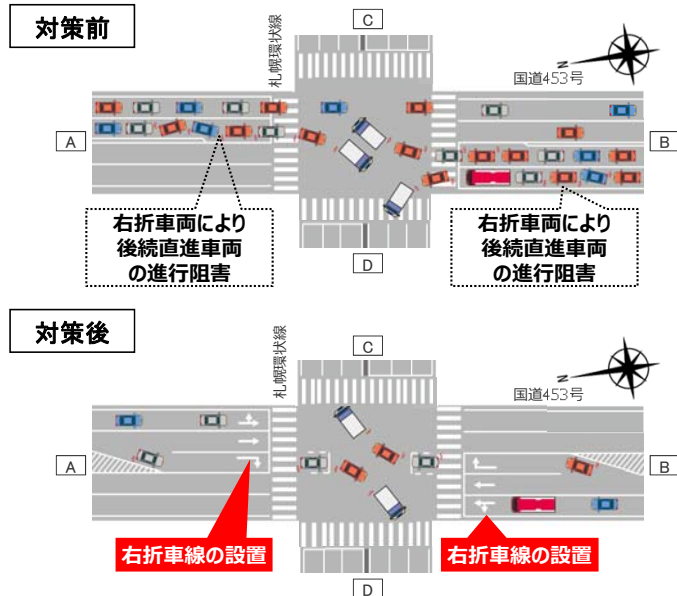 対策前
C
札幌環状線
N
国道453号
A
B
右折車両により
後続直進車両
の進行阻害
右折車両により
後続直進車両
の進行阻害
D
対策後
C
札幌環状線
N
国道453号
A
B
右折車線の設置
右折車線の設置
D